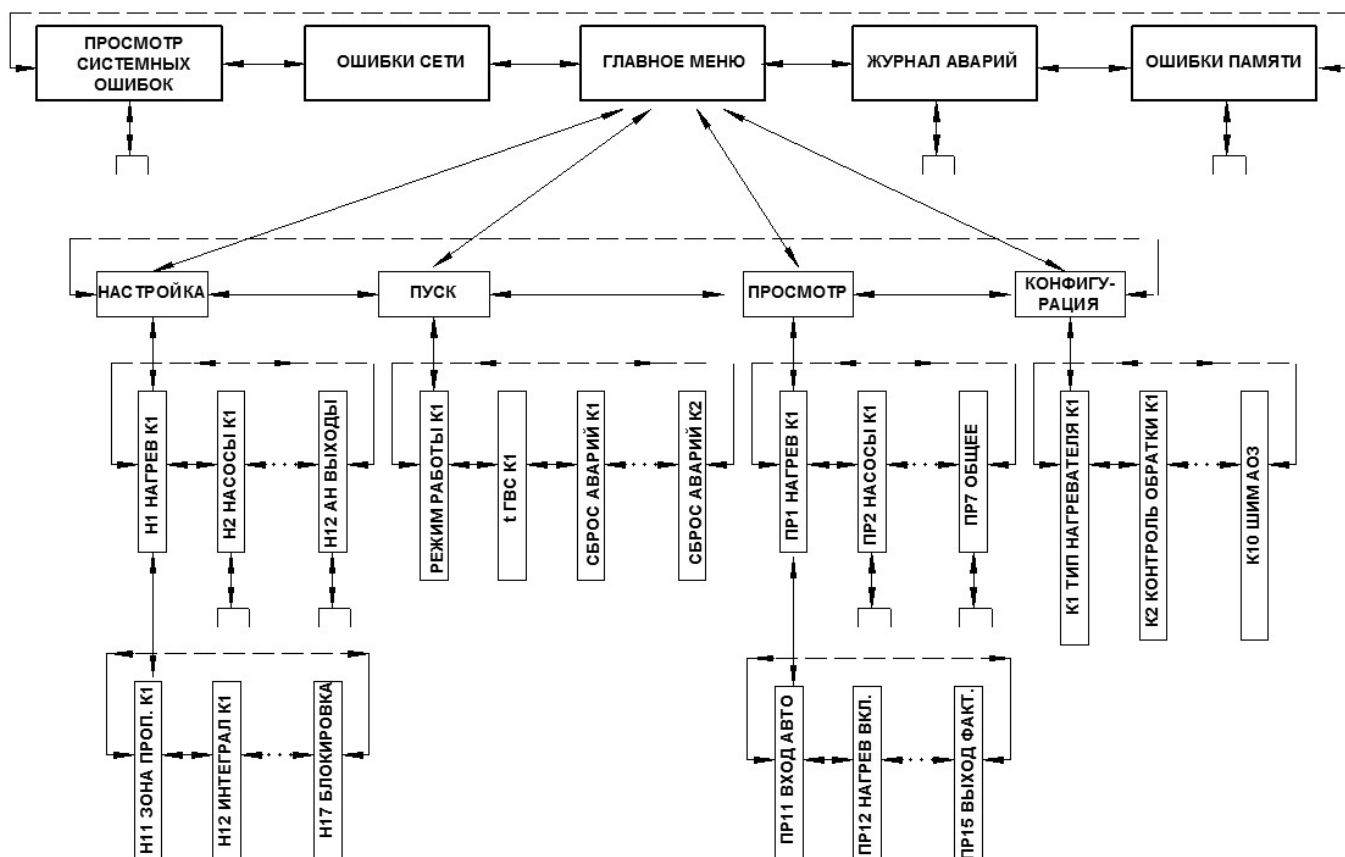 ПРОСМОТР
СИСТЕМНЫХ
ОШИБОК
ОШИБКИ СЕТИ
ГЛАВНОЕ МЕНЮ
ЖУРНАЛ АВАРИЙ
ОШИБКИ ПАМЯТИ
НАСТРОЙКА
ПУСК
ПРОСМОТР
КОНФИГУ-
РАЦИЯ
Н1 НАГРЕВ К1
Н2 НАСОСЫ К1
Н12 АН ВЫХОДЫ
РЕЖИМ РАБОТЫ К1
t ГВС К1
СБРОС АВАРИЙ К1
СБРОС АВАРИЙ К2
ПР1 НАГРЕВ К1
ПР2 НАСОСЫ К1
ПР7 ОБЩЕЕ
К1 ТИП НАГРЕВАТЕЛЯ К1
К2 КОНТРОЛЬ ОБРАТКИ К1
К10 ШИМ АО3
Н11 ЗОНА ПРОП. К1
Н12 ИНТЕГРАЛ К1
Н17 БЛОКИРОВКА
ПР11 ВХОД АВТО
ПР12 НАГРЕВ ВКЛ.
ПР15 ВЫХОД ФАКТ.